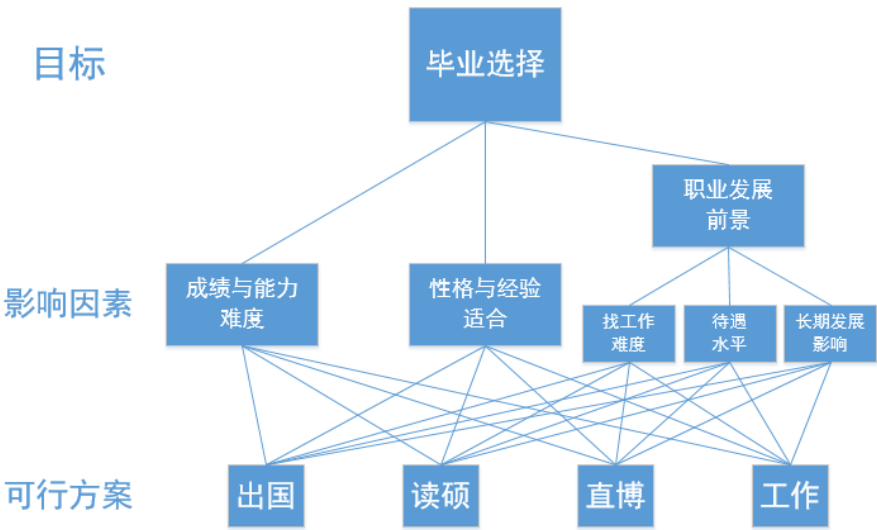 目标
毕业选择
职业发展
前景
影响因素
成绩与能力
难度
性格与经验
适合
找工作
难度
待遇
水平
长期发展
影响
可行方案
出国
读硕
直博
工作